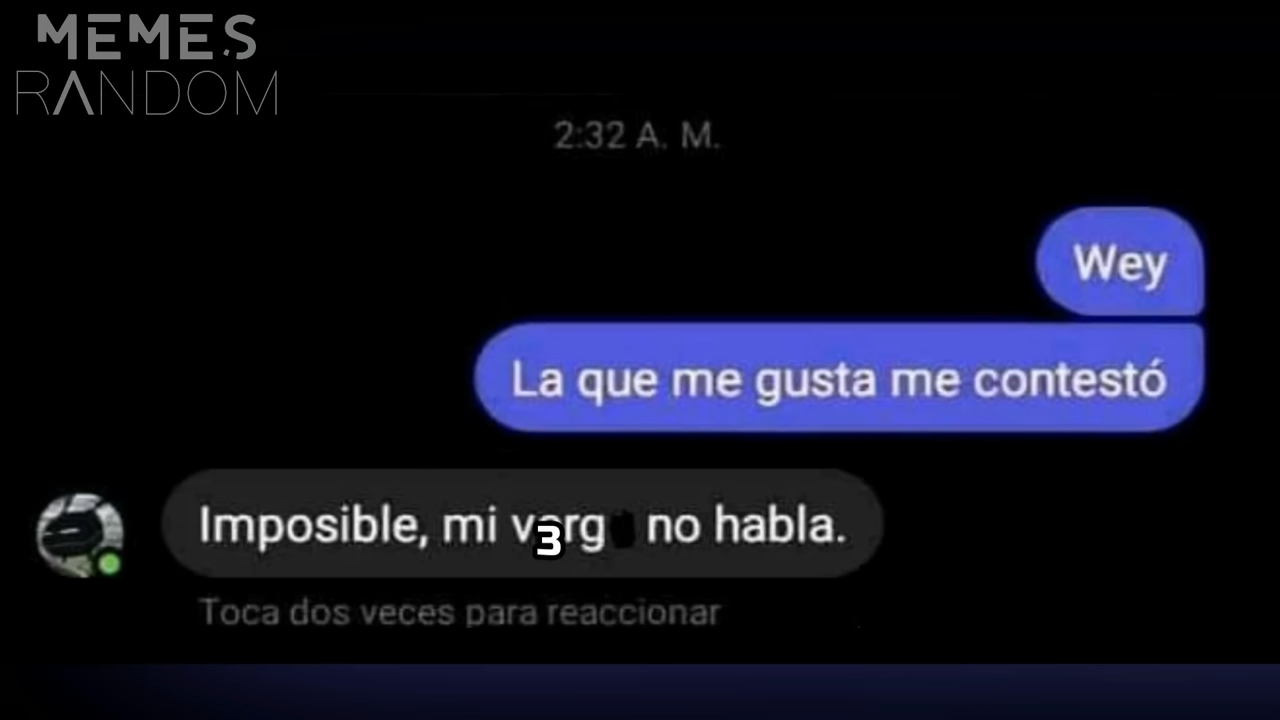 MEMES
RANDOM
2:32 A. M.
Wey
La que me gusta me contestó
Imposible, mi no habla.
3
Toca dos veces para reaccionar